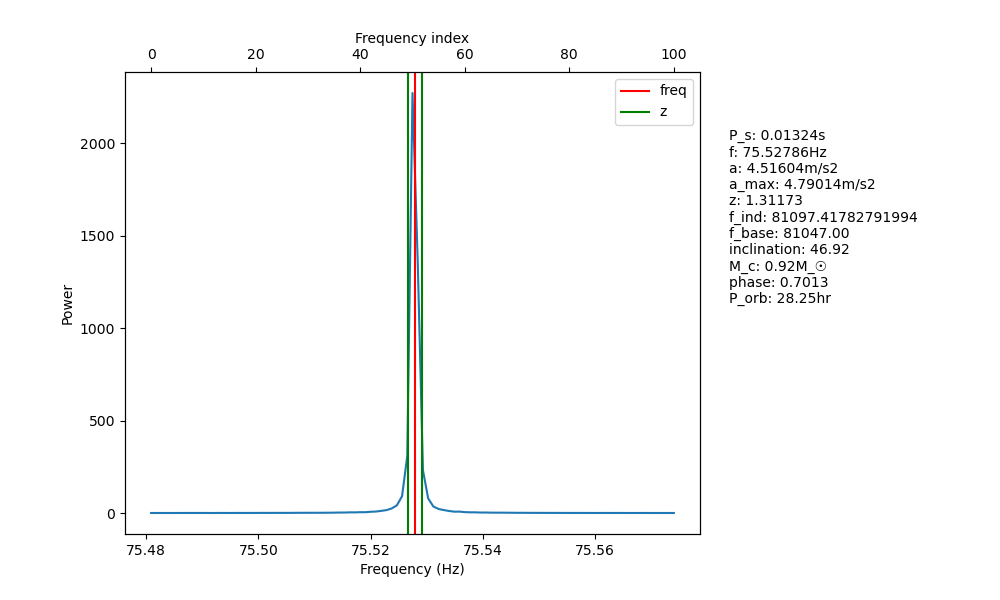 Frequency index
0 20 40 60 80 100
freq
z
2000
1500
1000
500
0
Power
75.48 75.50 75.52 75.54 75.56
Frequency (Hz)
P_s: 0.01324s
f: 75.52786Hz
a: 4.51604m/s2
a_max: 4.79014m/s2
z: 1.31173
f_ind: 81097.41782791994
f_base: 81047.00
inclination: 46.92
M_c: 0.92M_☉
phase: 0.7013
P_orb: 28.25hr